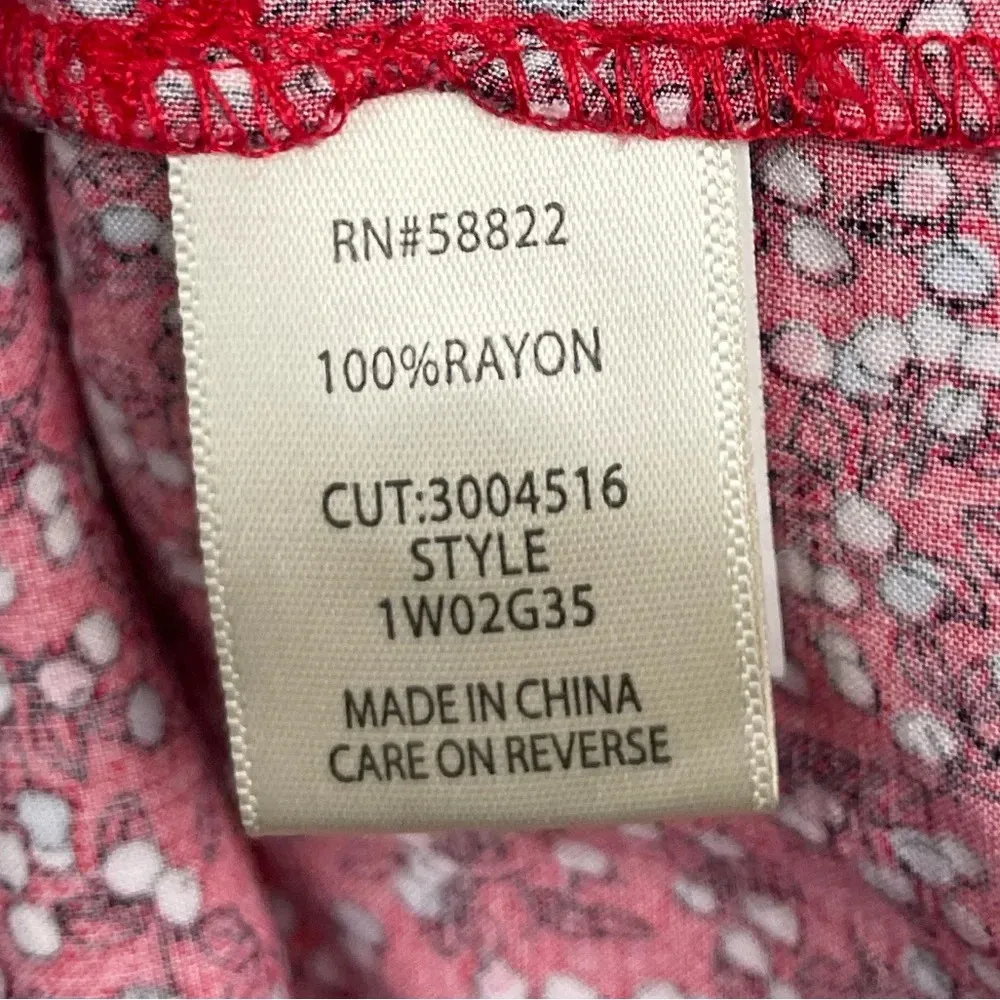 RN#58822
100%RAYON
CUT:3004516
STYLE
1W02G35
MADE IN CHINA
CARE ON REVERSE